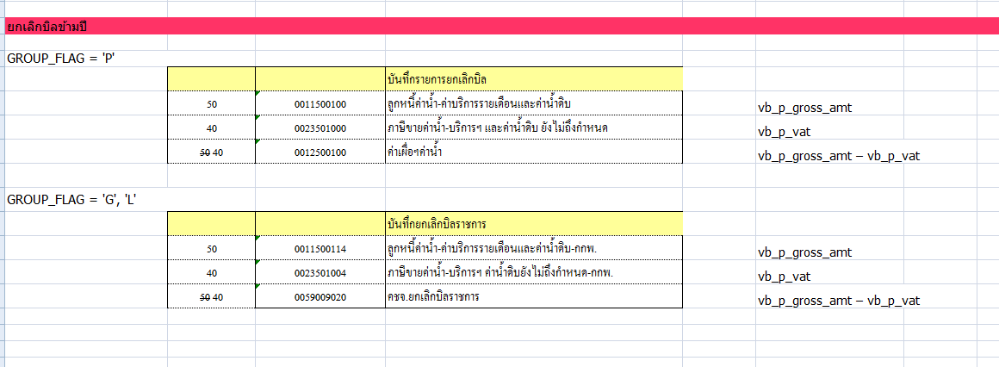 ยกเลิกบิลข้ามปี
GROUP_FLAG = 'P'
บันทึกรายการยกเลิกบิล
50 0011500100 ลูกหนี้ค่าน้ำ-ค่าบริการรายเดือนและค่าน้ำดิบ vb_p_gross_amt
40 0023501000 ภาษีขายค่าน้ำ-บริการฯ และค่าน้ำดิบ ยังไม่ถึงกำหนด vb_p_vat
50 40 0012500100 ค่าเผื่อฯค่าน้ำ vb_p_gross_amt – vb_p_vat
GROUP_FLAG = 'G', 'L'
บันทึกยกเลิกบิลราชการ
50 0011500114 ลูกหนี้ค่าน้ำ-ค่าบริการรายเดือนและค่าน้ำดิบ-กกพ. vb_p_gross_amt
40 0023501004 ภาษีขายค่าน้ำ-บริการฯ ค่าน้ำดิบยังไม่ถึงกำหนด-กกพ. vb_p_vat
50 40 0059009020 คชจ.ยกเลิกบิลราชการ vb_p_gross_amt – vb_p_vat